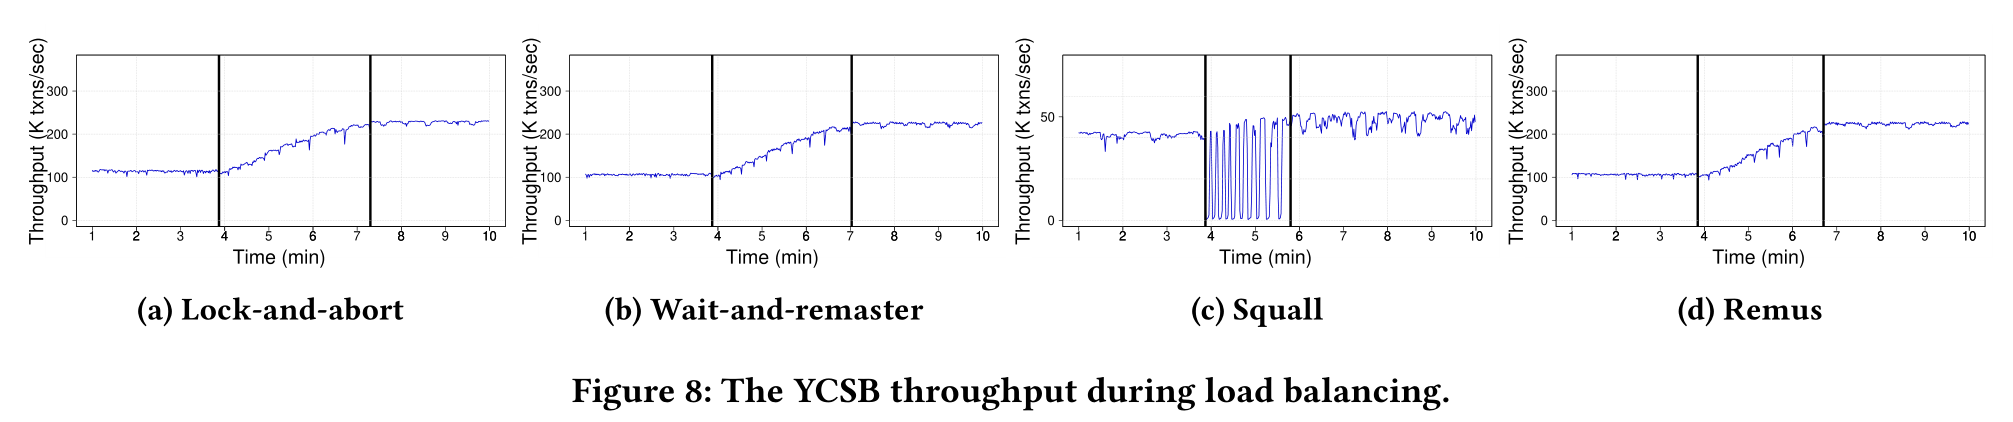 Throughput (K txns/sec)
300
200
100
0
1 2 3 4 5 6 7 8 9 10
Time (min)
(a) Lock-and-abort
Throughput (K txns/sec)
300
200
100
0
1 2 3 4 5 6 7 8 9 10
Time (min)
(b) Wait-and-remaster
Throughput (K txns/sec)
50
0
1 2 3 4 5 6 7 8 9 10
Time (min)
(c) Squall
Throughput (K txns/sec)
300
200
100
0
1 2 3 4 5 6 7 8 9 10
Time (min)
(d) Remus
Figure 8: The YCSB throughput during load balancing.